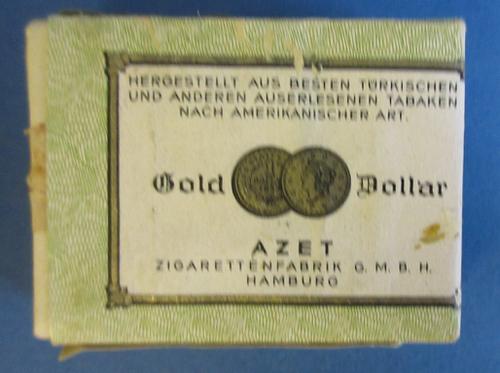 HERGESTELLT AUS BESTEN TÜRKISCHEN
UND ANDEREN AUSERLESENEN TABAKEN
NACH AMERIKANISCHER ART.
Gold Dollar
AZET
ZIGARETTENFABRIK G. M. B. H.
HAMBURG